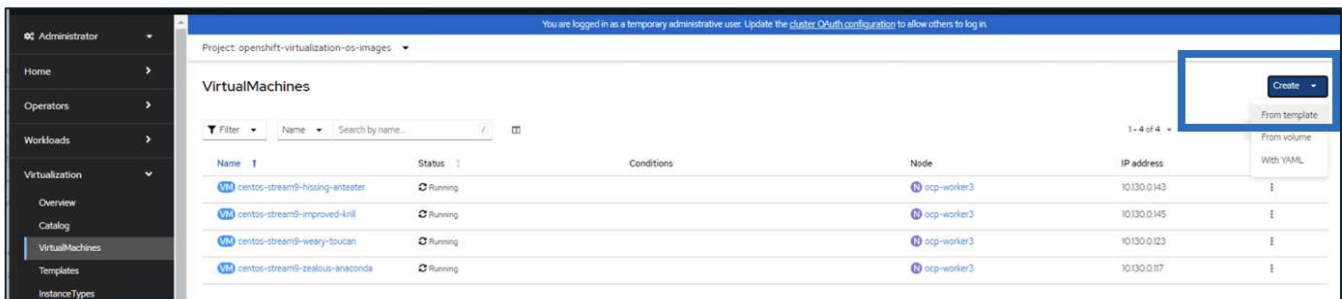 You are logged in as a temporary administrative user. Update the cluster OAuth configuration to allow others to log in.
Administrator
Project: openshift-virtualization-os-images
Home
VirtualMachines
Create
Operators
From template
Filter Name Search by name... / 1 - 4 of 4
Workloads
From volume
Name Status Conditions Node IP address
With YAML
Virtualization
VM centos-stream9-hissing-anteater Running N ocp-worker3 10.130.0.143
Overview
VM centos-stream9-improved-krill Running N ocp-worker3 10.130.0.145
Catalog
VM centos-stream9-weary-toucan Running N ocp-worker3 10.130.0.123
VirtualMachines
VM centos-stream9-zealous-anaconda Running N ocp-worker3 10.130.0.117
Templates
InstanceTypes